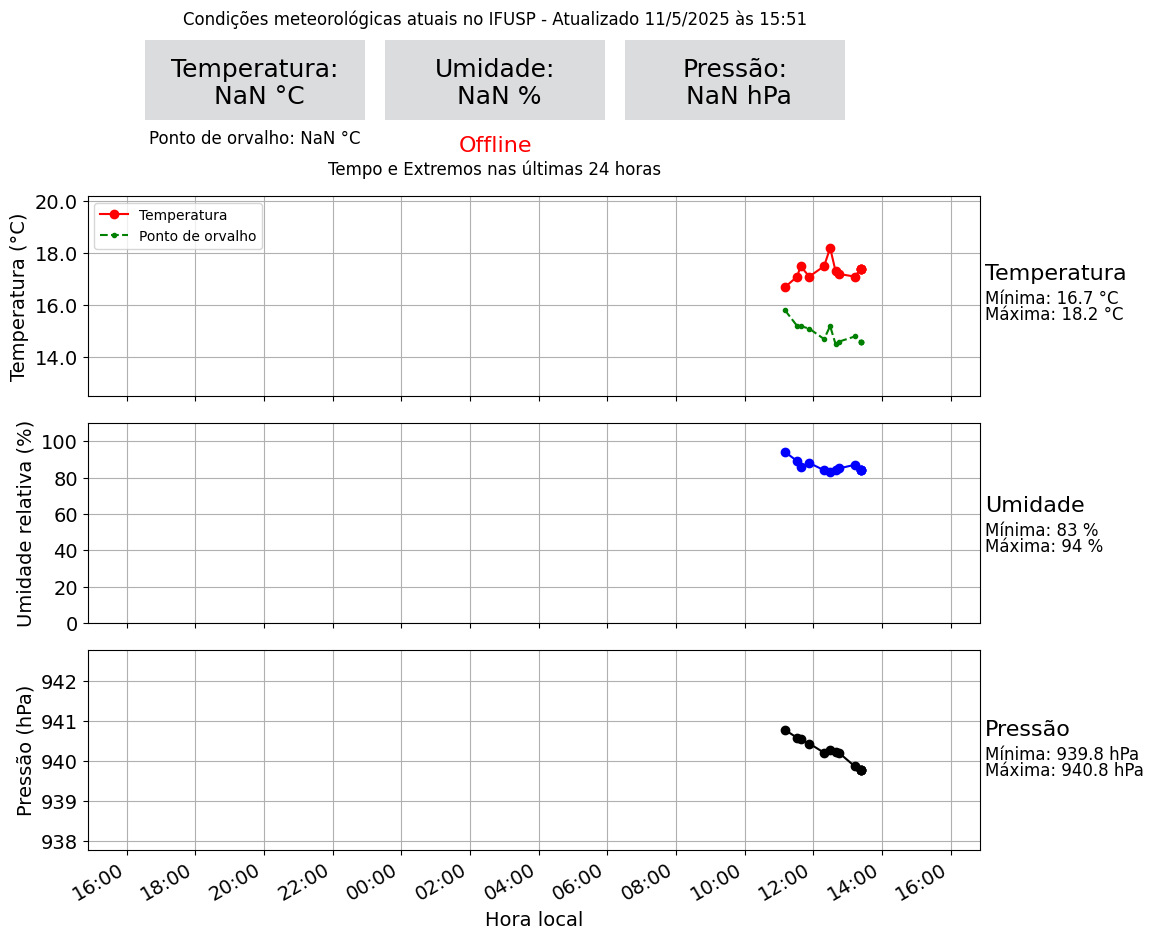 Condições meteorológicas atuais no IFUSP - Atualizado 11/5/2025 às 15:51
Temperatura:
NaN °C
Umidade:
NaN %
Pressão:
NaN hPa
Ponto de orvalho: NaN °C
Offline
Tempo e Extremos nas últimas 24 horas
Temperatura (°C)
20.0
18.0
16.0
14.0
Temperatura
Ponto de orvalho
Temperatura
Mínima: 16.7 °C
Máxima: 18.2 °C
Umidade relativa (%)
100
80
60
40
20
0
Umidade
Mínima: 83 %
Máxima: 94 %
Pressão (hPa)
942
941
940
939
938
Pressão
Mínima: 939.8 hPa
Máxima: 940.8 hPa
16:00
18:00
20:00
22:00
00:00
02:00
04:00
06:00
08:00
10:00
12:00
14:00
16:00
Hora local